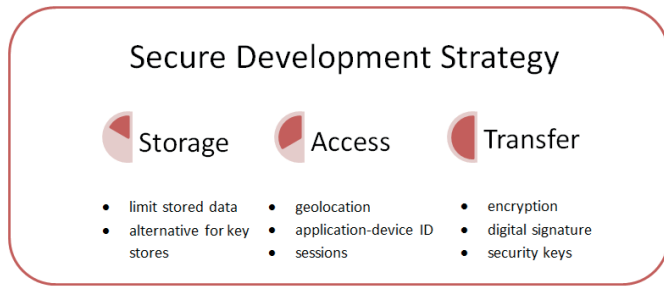 Secure Development Strategy
Storage
Access
Transfer
• limit stored data
• alternative for key
stores
• geolocation
• application-device ID
• sessions
• encryption
• digital signature
• security keys